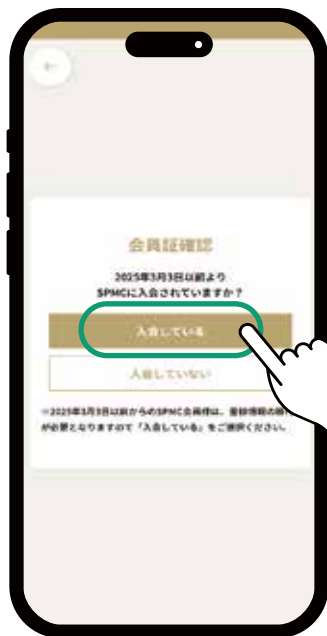 ←
会員証確認
2025年3月3日以前より
SPMCに入会されていますか？
入会している
入会していない
※2025年3月3日以前からのSPMC会員様は、登録情報の
が必要となりますので「入会している」をご選択ください。